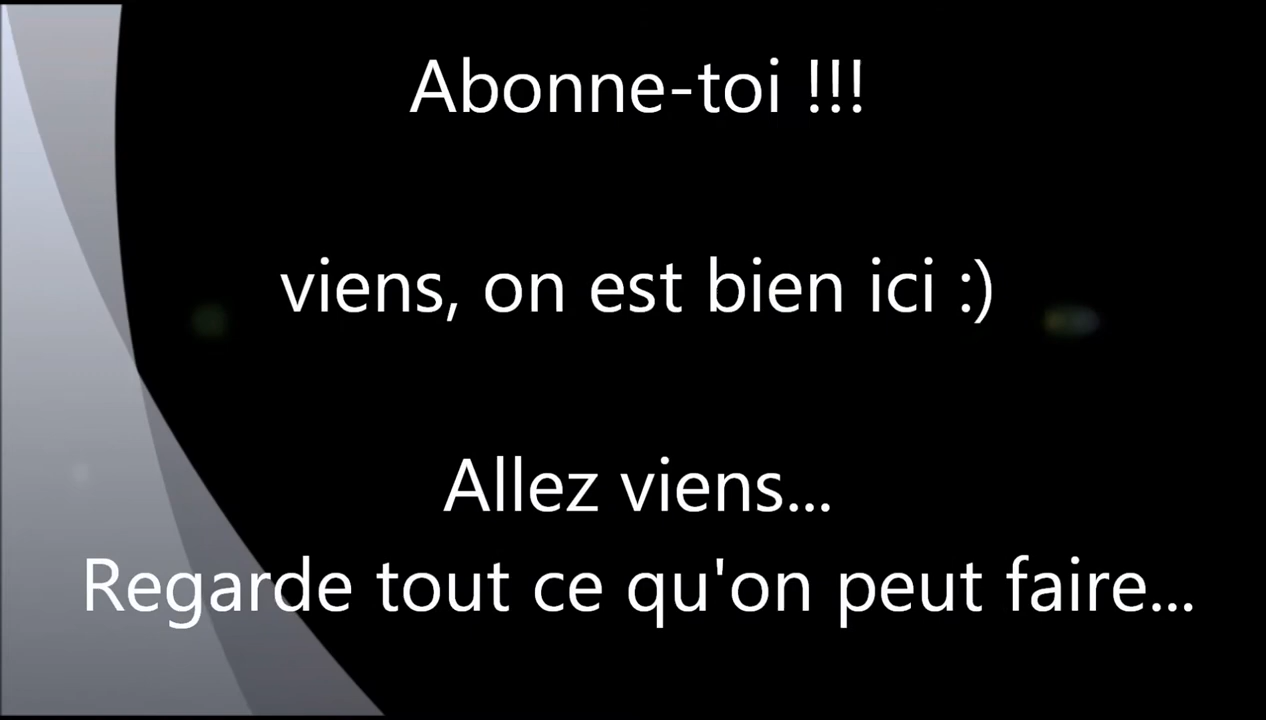 Abonne-toi !!!
viens, on est bien ici :)
Allez viens...
Regarde tout ce qu'on peut faire...